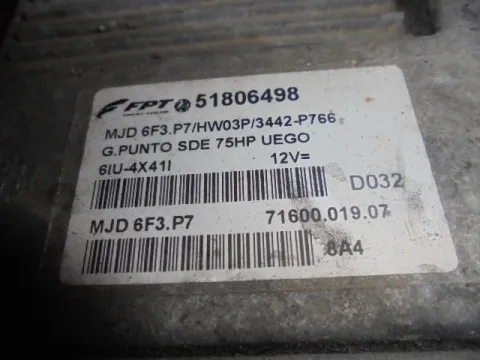 FPT 51806498
MJD 6F3.P7/HW03P/3442-P766
G.PUNTO SDE 75HP UEGO
6IU-4X41I 12V=
D032
MJD 6F3.P7 71600.019.07
8A4